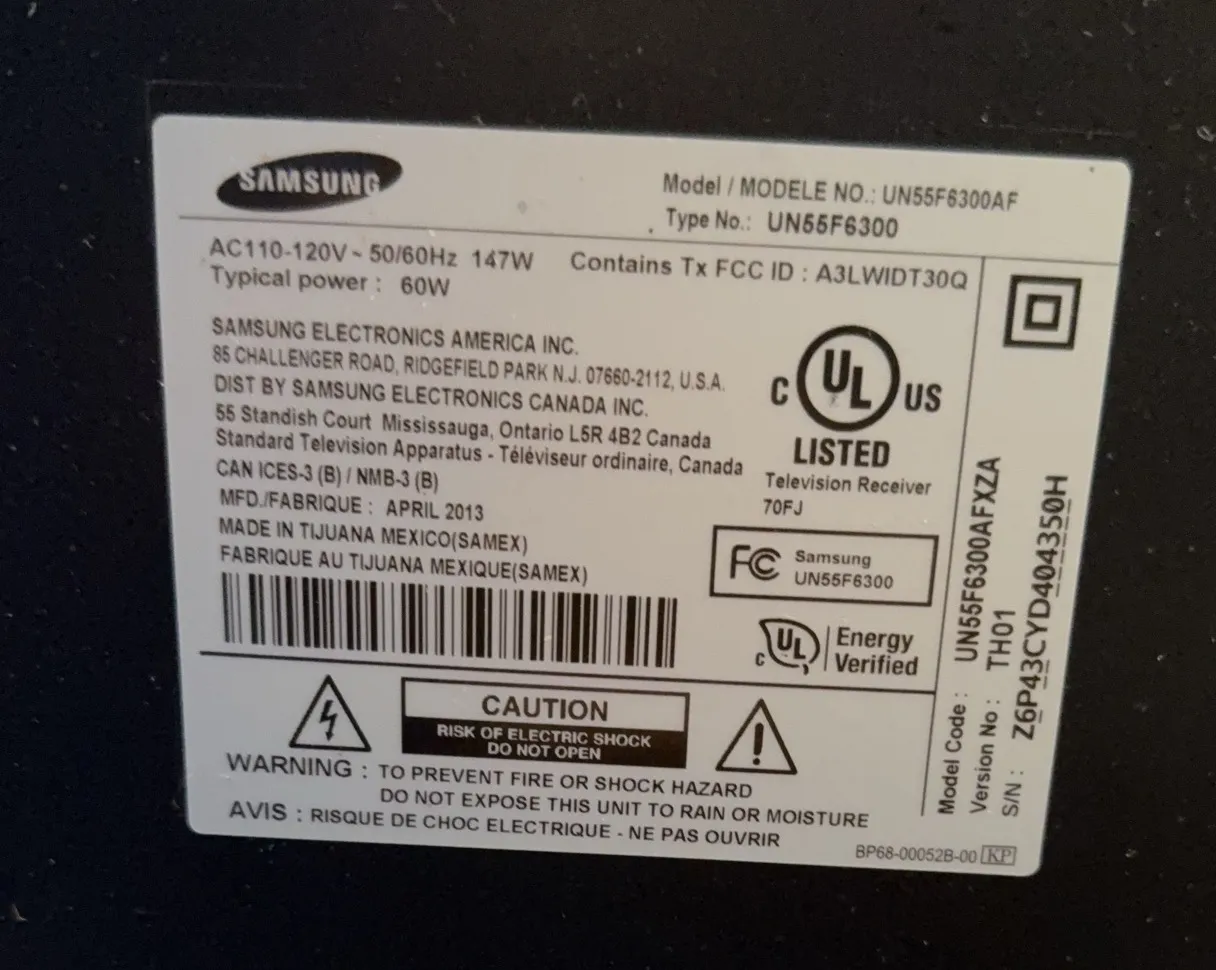 SAMSUNG
Model / MODELE NO.: UN55F6300AF
Type No.: UN55F6300
AC110-120V ~ 50/60Hz 147W
Contains Tx FCC ID : A3LWIDT30Q
Typical power : 60W
SAMSUNG ELECTRONICS AMERICA INC.
85 CHALLENGER ROAD, RIDGEFIELD PARK N.J. 07660-2112, U.S.A.
DIST BY SAMSUNG ELECTRONICS CANADA INC.
55 Standish Court Mississauga, Ontario L5R 4B2 Canada
Standard Television Apparatus - Téléviseur ordinaire, Canada
CAN ICES-3 (B) / NMB-3 (B)
MFD./FABRIQUE : APRIL 2013
MADE IN TIJUANA MEXICO(SAMEX)
FABRIQUE AU TIJUANA MEXIQUE(SAMEX)
C UL US
LISTED
Television Receiver
70FJ
FC Samsung
UN55F6300
C UL Energy
Verified
Model Code : UN55F6300AFXZA
Version No : TH01
S/N : Z6P43CYD404350H
CAUTION
RISK OF ELECTRIC SHOCK
DO NOT OPEN
WARNING : TO PREVENT FIRE OR SHOCK HAZARD
DO NOT EXPOSE THIS UNIT TO RAIN OR MOISTURE
AVIS : RISQUE DE CHOC ELECTRIQUE - NE PAS OUVRIR
BP68-00052B-00 KP